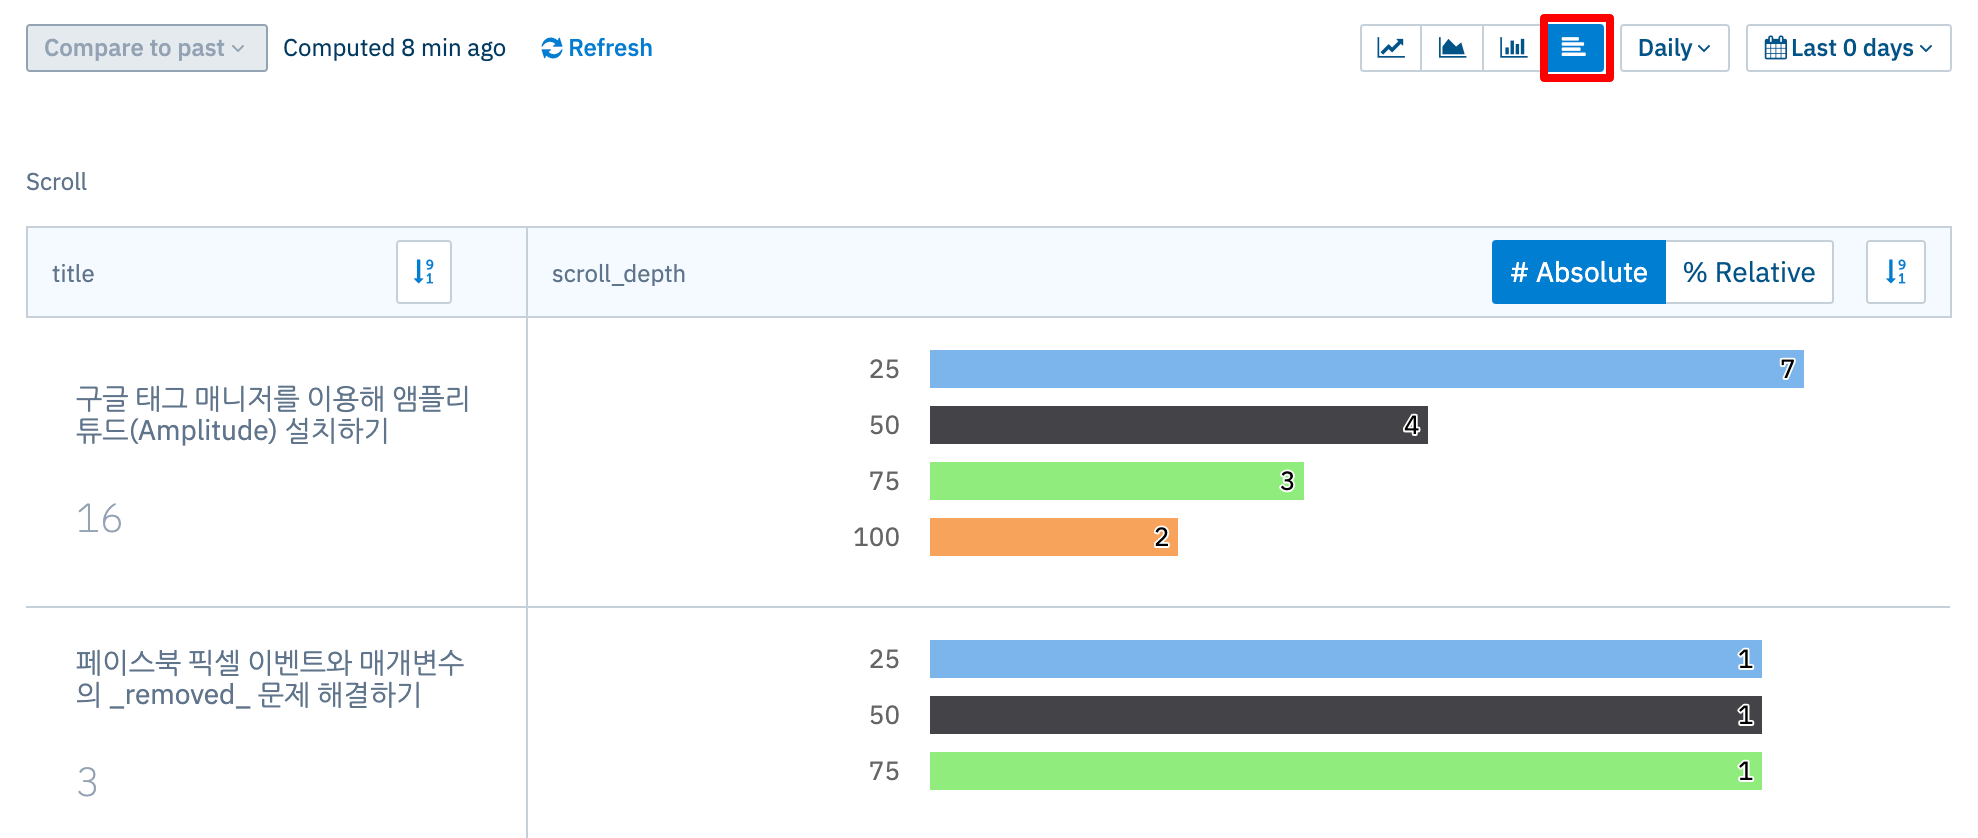 Compare to past
Computed 8 min ago
Refresh
Daily
Last 0 days
Scroll
title
9
1
scroll_depth
# Absolute
% Relative
9
1
구글 태그 매니저를 이용해 앰플리
튜드(Amplitude) 설치하기
16
25
7
50
4
75
3
100
2
페이스북 픽셀 이벤트와 매개변수
의 _removed_ 문제 해결하기
3
25
1
50
1
75
1